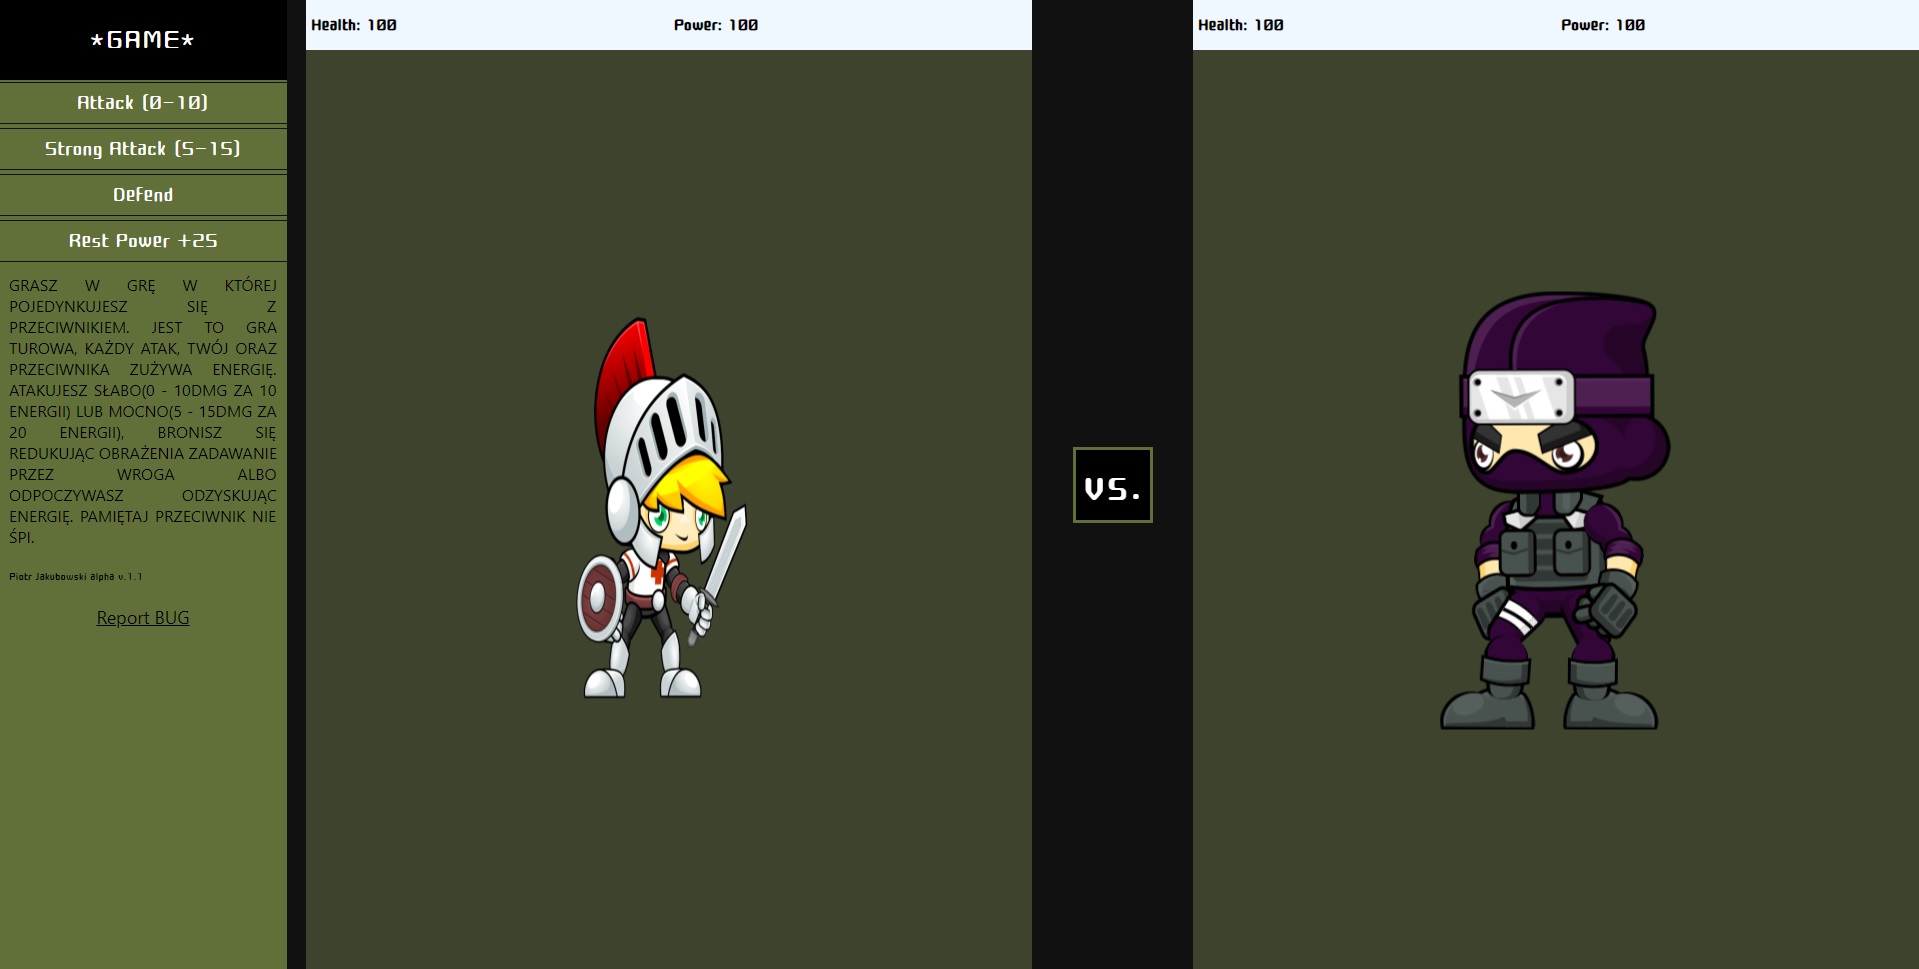 *GAME*
Attack (0-10)
Strong Attack (5-15)
Defend
Rest Power +25
GRASZ W GRĘ W KTÓREJ
POJEDYNKUJESZ SIĘ Z
PRZECIWNIKIEM. JEST TO GRA
TUROWA, KAŻDY ATAK, TWÓJ ORAZ
PRZECIWNIKA ZUŻYWA ENERGIĘ.
ATAKUJESZ SŁABO(0 - 10DMG ZA 10
ENERGII) LUB MOCNO(5 - 15DMG ZA
20 ENERGII), BRONISZ SIĘ
REDUKUJĄC OBRAŻENIA ZADAWANIE
PRZEZ WROGA ALBO
ODPOCZYWASZ ODZYSKUJĄC
ENERGIĘ. PAMIĘTAJ PRZECIWNIK NIE
ŚPI.
Piotr Jakubowski alpha v.1.1
Report BUG
Health: 100 Power: 100
VS.
Health: 100 Power: 100